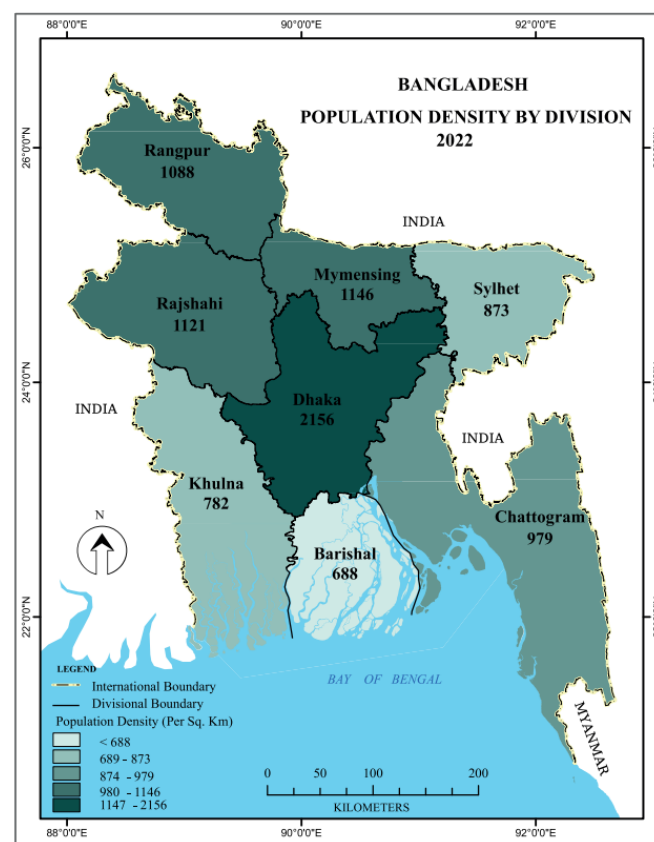 88°0'0"E
90°0'0"E
92°0'0"E
BANGLADESH
POPULATION DENSITY BY DIVISION
2022
26°0'0"N
Rangpur
1088
INDIA
Mymensing
1146
Sylhet
873
Rajshahi
1121
24°0'0"N
INDIA
Dhaka
2156
INDIA
Khulna
782
Chattogram
979
N
Barishal
688
22°0'0"N
BAY OF BENGAL
MYANMAR
LEGEND
International Boundary
Divisional Boundary
Population Density (Per Sq. Km)
< 688
689 - 873
874 - 979
980 - 1146
1147 - 2156
0 25 50 100 150 200
KILOMETERS
88°0'0"E
90°0'0"E
92°0'0"E